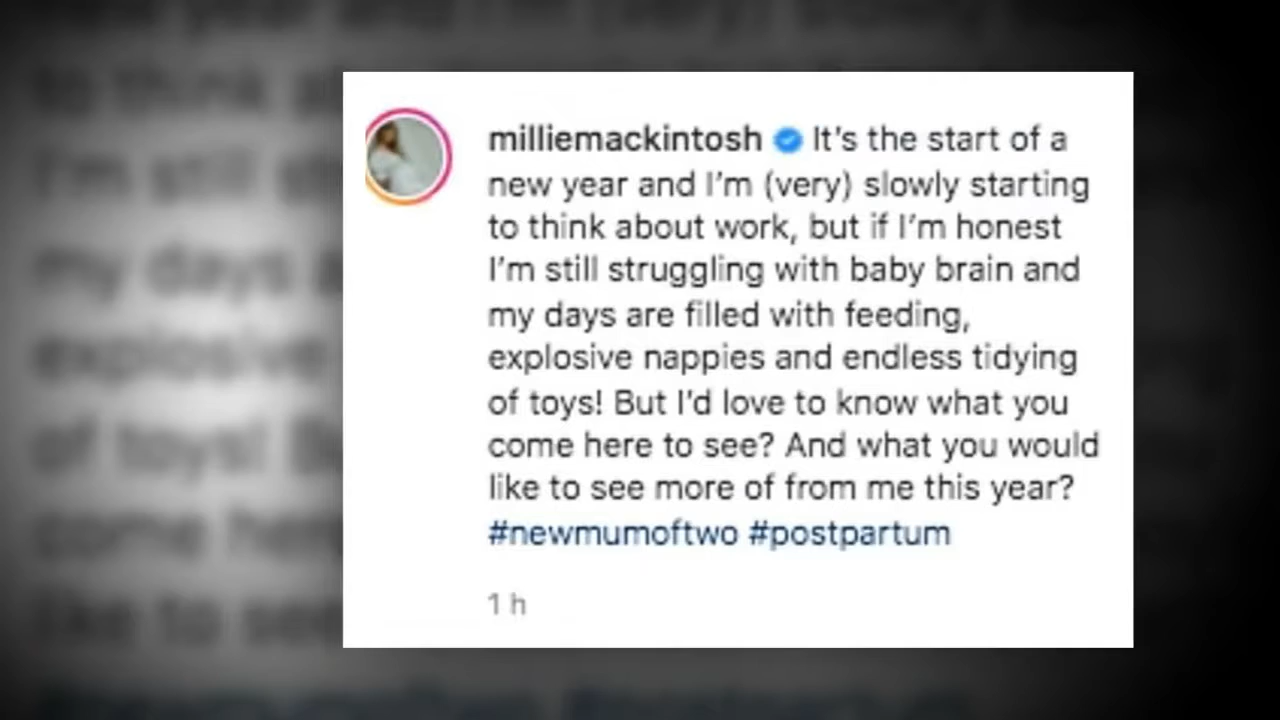 milliemackintosh It's the start of a
new year and I'm (very) slowly starting
to think about work, but if I'm honest
I'm still struggling with baby brain and
my days are filled with feeding,
explosive nappies and endless tidying
of toys! But I'd love to know what you
come here to see? And what you would
like to see more of from me this year?
#newmumoftwo #postpartum
1 h